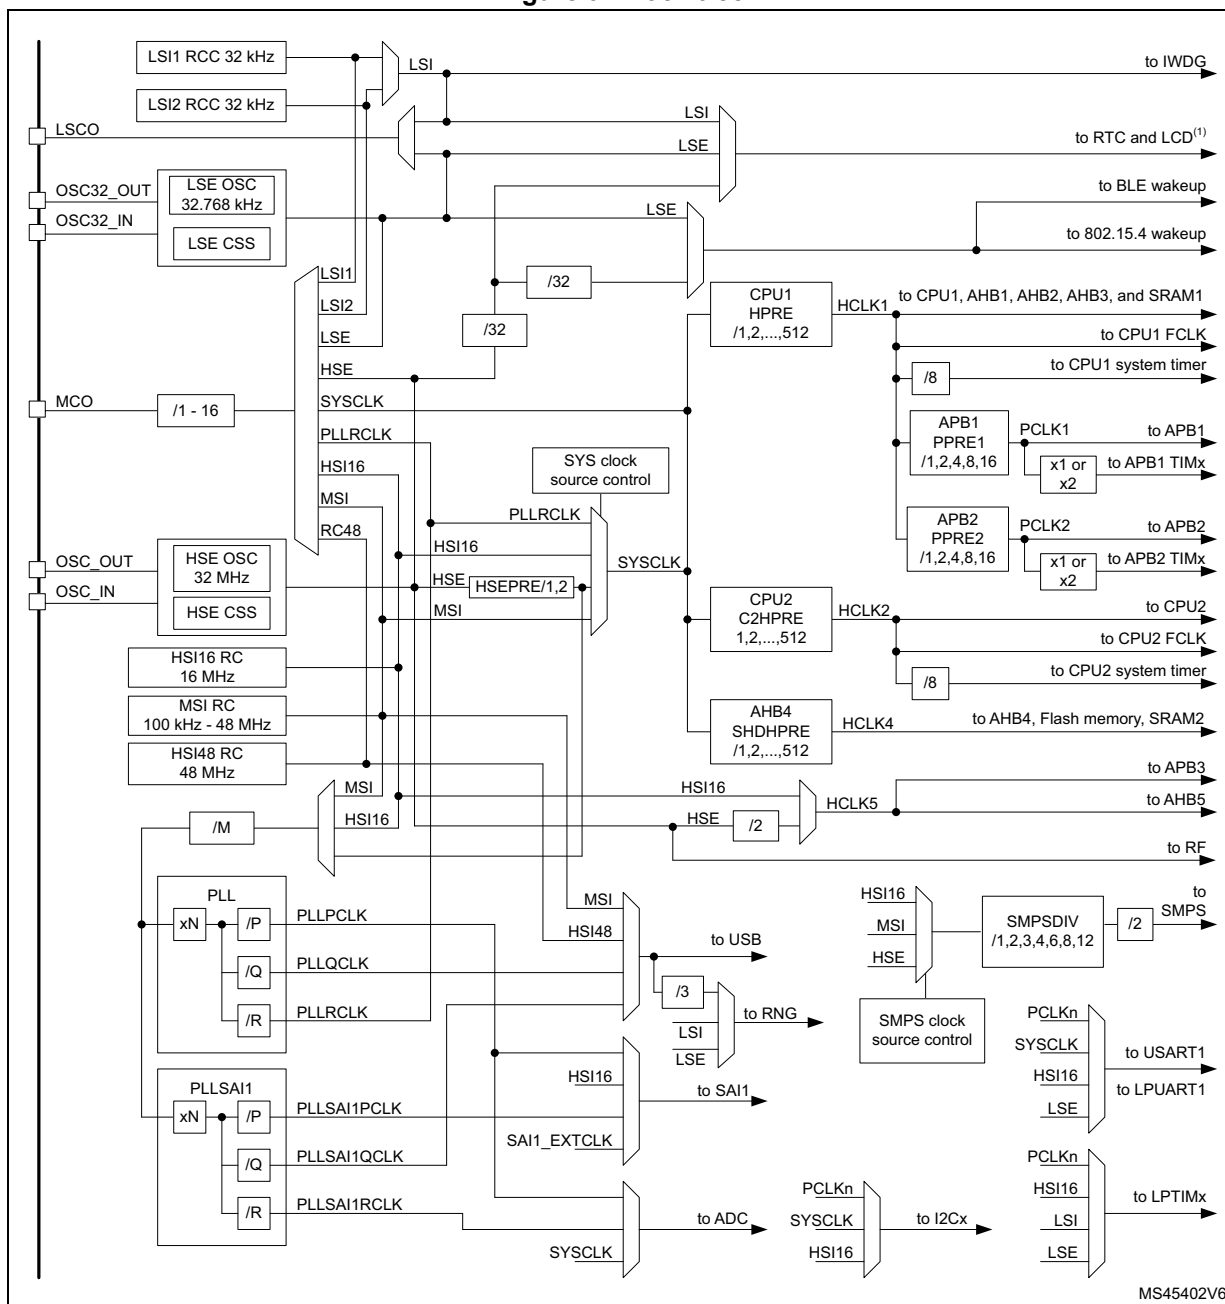 LSI1 RCC 32 kHz
LSI
to IWDG
LSI2 RCC 32 kHz
LSCO
LSI
LSE
to RTC and LCD(1)
OSC32_OUT
OSC32_IN
LSE OSC
32.768 kHz
LSE CSS
LSE
to BLE wakeup
to 802.15.4 wakeup
LSI1
LSI2
LSE
HSE
SYSCLK
PLLRCLK
HSI16
MSI
RC48
/32
/32
CPU1
HPRE
/1,2,...,512
HCLK1
to CPU1, AHB1, AHB2, AHB3, and SRAM1
to CPU1 FCLK
/8
to CPU1 system timer
MCO
/1 - 16
APB1
PPRE1
/1,2,4,8,16
PCLK1
to APB1
x1 or
x2
to APB1 TIMx
SYS clock
source control
PLLRCLK
HSI16
HSE
HSEPRE/1,2
MSI
SYSCLK
APB2
PPRE2
/1,2,4,8,16
PCLK2
to APB2
x1 or
x2
to APB2 TIMx
OSC_OUT
OSC_IN
HSE OSC
32 MHz
HSE CSS
CPU2
C2HPRE
1,2,...,512
HCLK2
to CPU2
to CPU2 FCLK
/8
to CPU2 system timer
HSI16 RC
16 MHz
MSI RC
100 kHz - 48 MHz
HSI48 RC
48 MHz
AHB4
SHDHPRE
/1,2,...,512
HCLK4
to AHB4, Flash memory, SRAM2
MSI
HSI16
/M
HSI16
HSE
/2
HCLK5
to APB3
to AHB5
to RF
PLL
xN
/P
/Q
/R
PLLPCLK
PLLQCLK
PLLRCLK
MSI
HSI48
to USB
/3
LSI
LSE
to RNG
HSI16
MSI
HSE
SMPSDIV
/1,2,3,4,6,8,12
/2
to
SMPS
SMPS clock
source control
PLLSAI1
xN
/P
/Q
/R
PLLSAI1PCLK
PLLSAI1QCLK
PLLSAI1RCLK
HSI16
SAI1_EXTCLK
to SAI1
PCLKn
SYSCLK
HSI16
LSE
to USART1
to LPUART1
SYSCLK
to ADC
PCLKn
SYSCLK
HSI16
to I2Cx
PCLKn
HSI16
LSI
LSE
to LPTIMx
MS45402V6